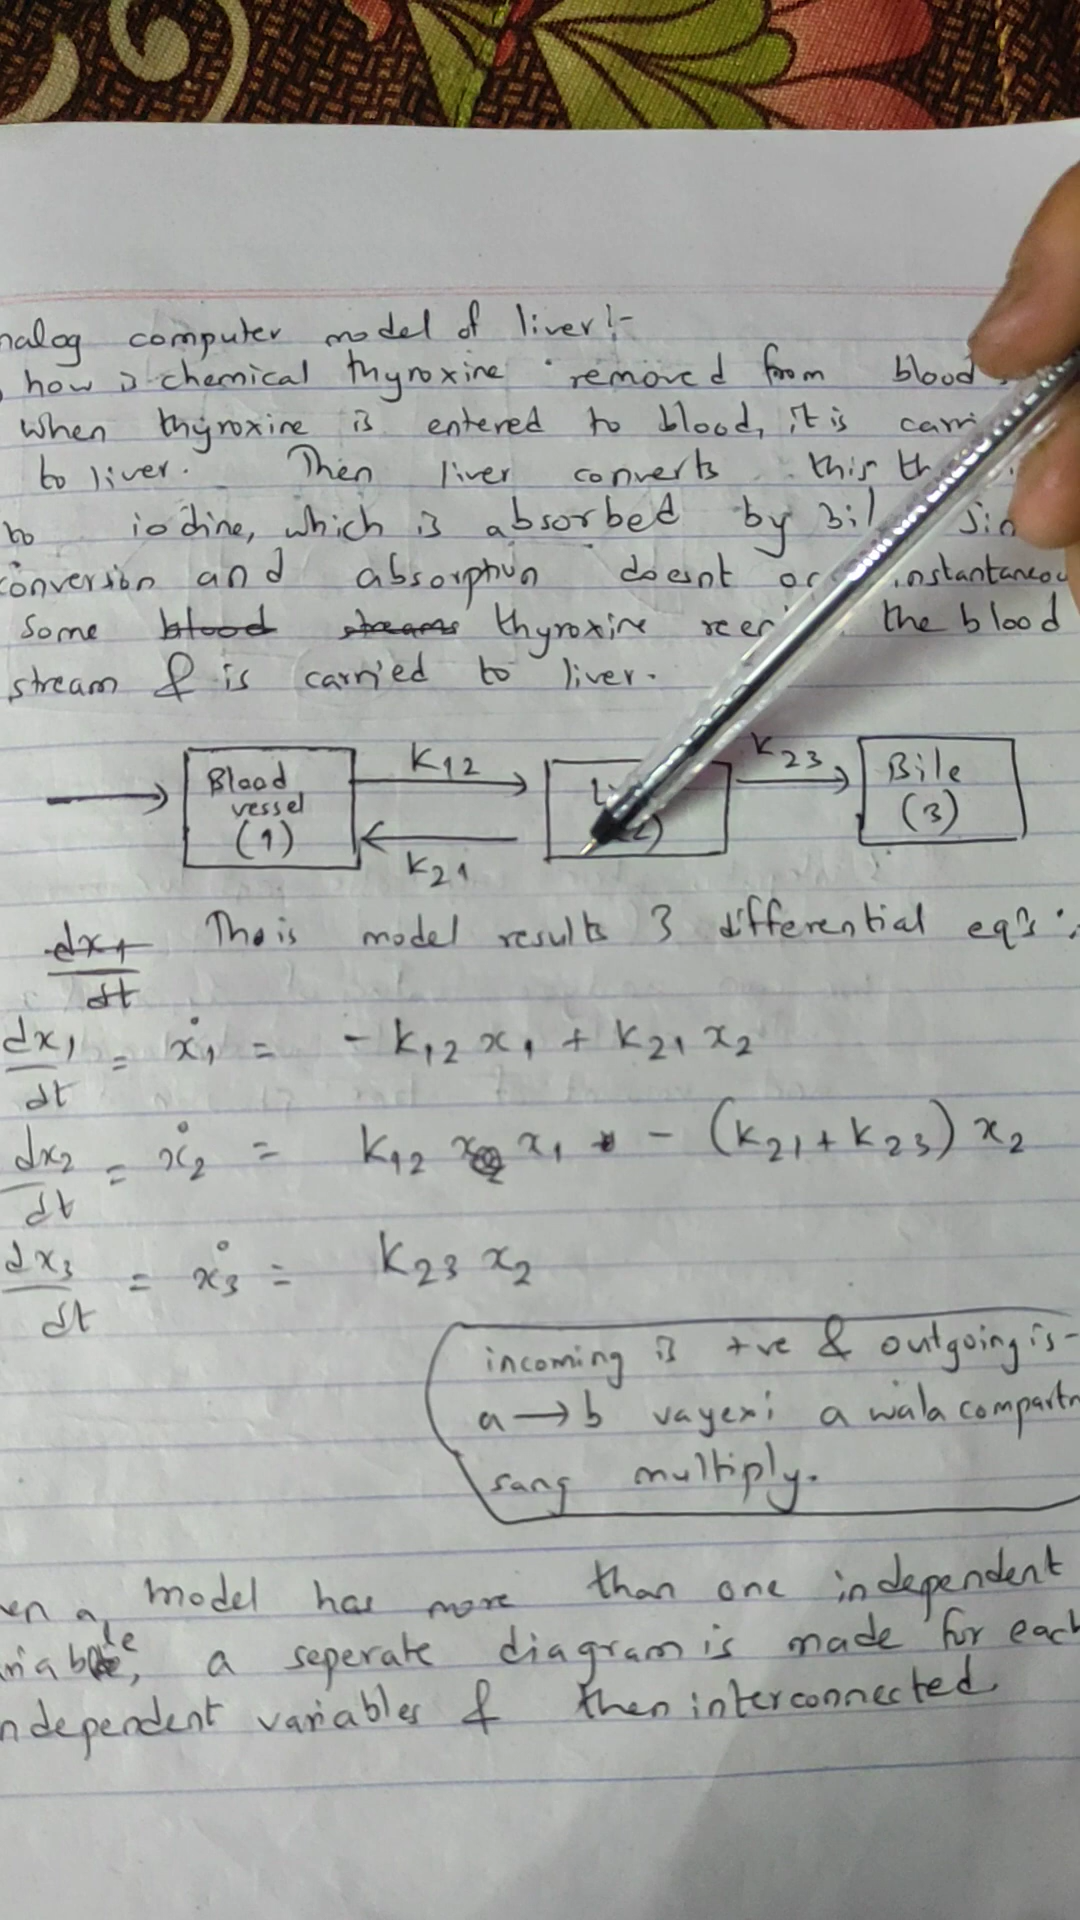 nalog computer model of liver:-
how is chemical thyroxine removed from blood
when thyroxine is entered to blood, it is carri
to liver. Then liver converts this th
to iodine, which is absorbed by bil
conversion and absorption doesnt instantaneou
Some blood streams thyroxine the blood
stream & is carried to liver.
K12 K23
Blood vessel (1)
Bile (3)
K21
dx1/dt This model results 3 differential eqns:
dx1/dt = ẋ1 = - K12 x1 + K21 x2
dx2/dt = ẋ2 = K12 x1 - (K21 + K23) x2
dx3/dt = ẋ3 = K23 x2
incoming is +ve & outgoing is -
a → b vayexi a wala compartm
sang multiply.
en a model has more than one independent
riable, a seperate diagram is made for each
ndependent variables & then interconnected